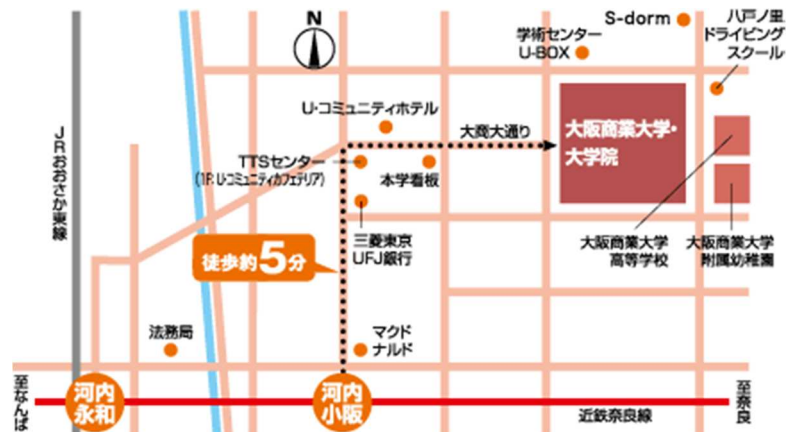 N
S-dorm
八戸ノ里
ドライビング
スクール
学術センター
U-BOX
U・コミュニティホテル
大商大通り
大阪商業大学・
大学院
JRおおさか東線
TTSセンター
(1F: U・コミュニティカフェテリア)
本学看板
三菱東京
UFJ銀行
大阪商業大学
高等学校
大阪商業大学
附属幼稚園
徒歩約5分
法務局
マクド
ナルド
至なんば
河内
永和
河内
小阪
近鉄奈良線
至奈良